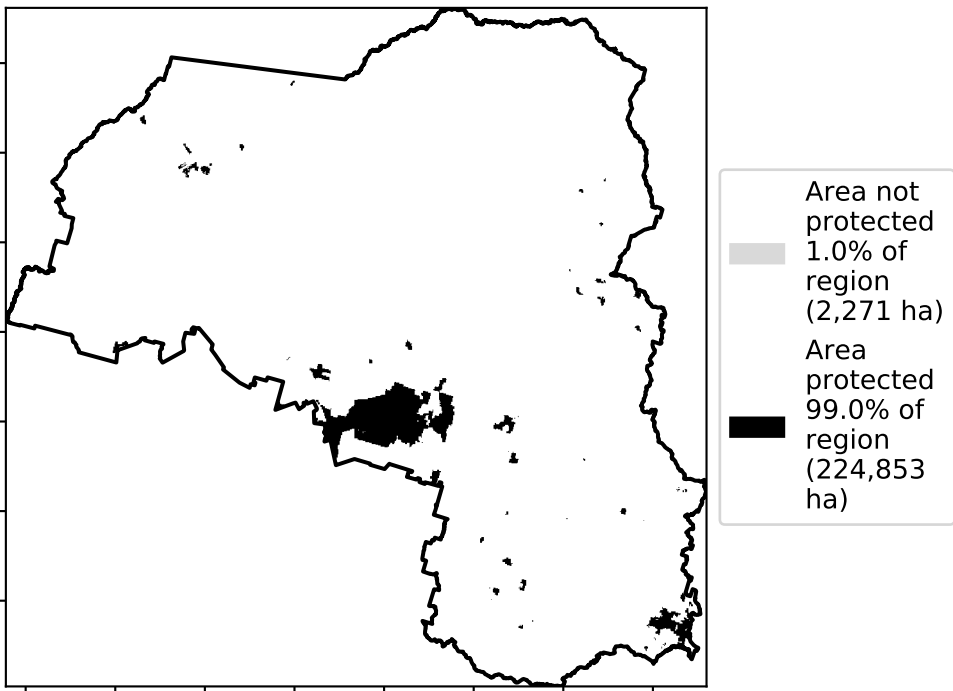 Area not
protected
1.0% of
region
(2,271 ha)
Area
protected
99.0% of
region
(224,853
ha)